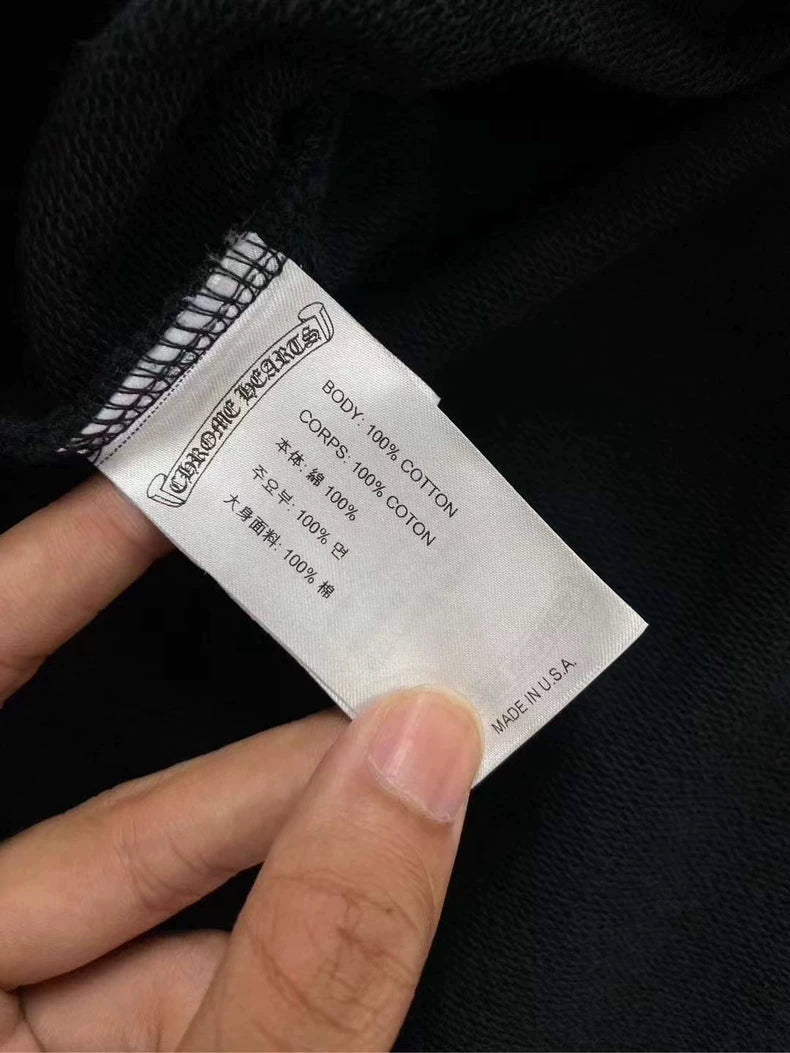 CHROME HEARTS
BODY: 100% COTTON
CORPS: 100% COTON
本体: 綿 100%
주요부: 100% 면
大身面料: 100% 棉
MADE IN U.S.A.